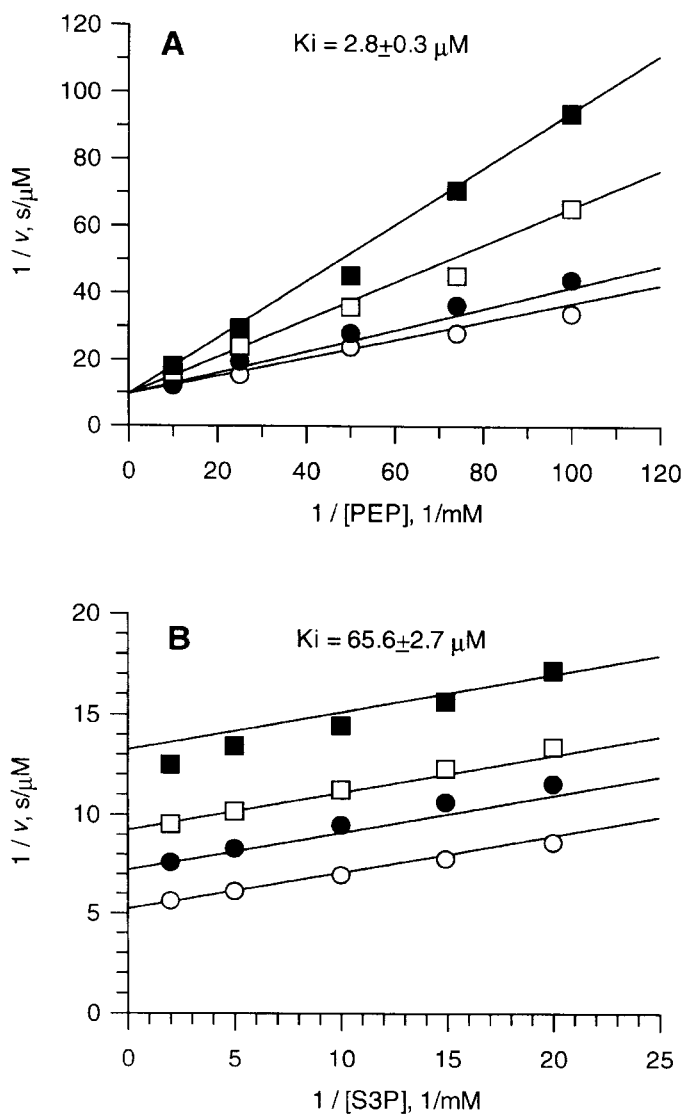 A
Ki = 2.8±0.3 µM
120
100
80
60
40
20
0
1 / v, s/µM
0 20 40 60 80 100 120
1 / [PEP], 1/mM
B
Ki = 65.6±2.7 µM
20
15
10
5
0
1 / v, s/µM
0 5 10 15 20 25
1 / [S3P], 1/mM